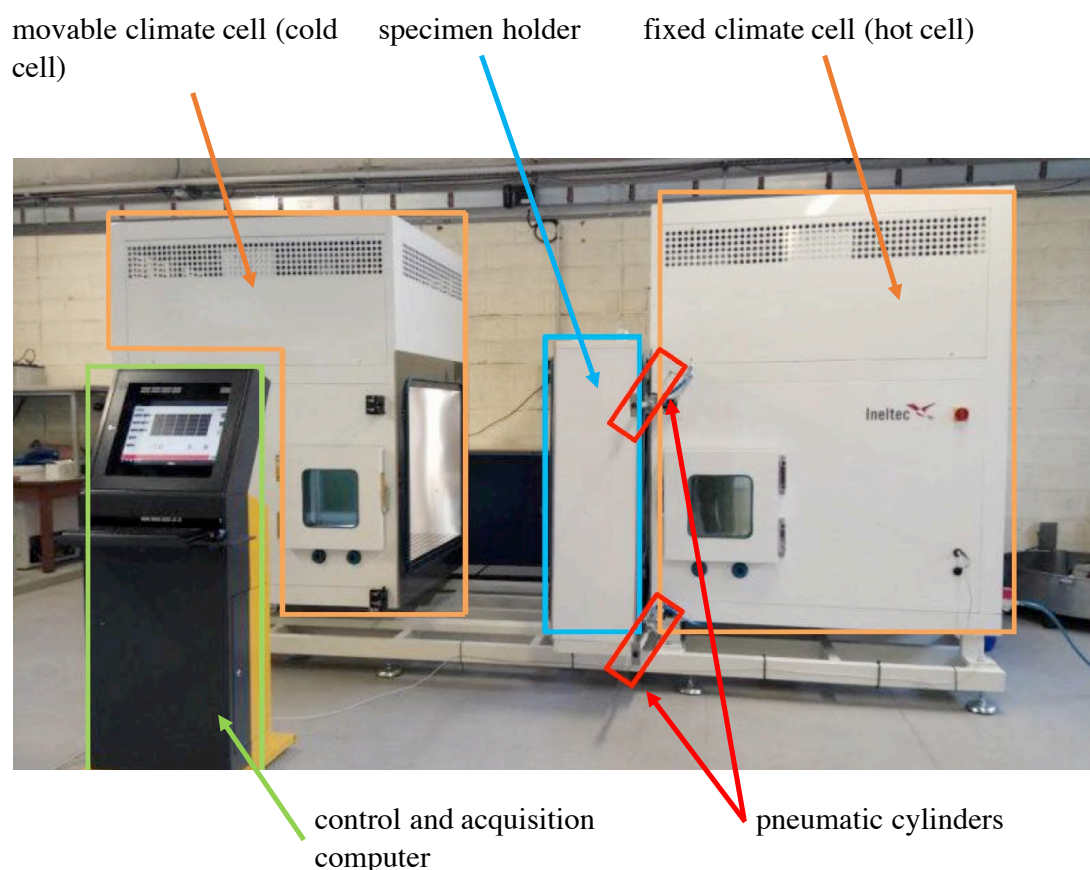 movable climate cell (cold
cell)
specimen holder
fixed climate cell (hot cell)
Ineltec
control and acquisition
computer
pneumatic cylinders